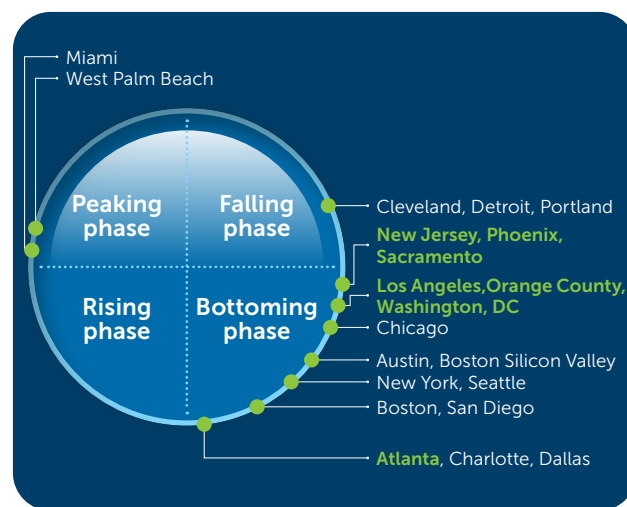 Miami
West Palm Beach
Peaking
phase
Falling
phase
Rising
phase
Bottoming
phase
Cleveland, Detroit, Portland
New Jersey, Phoenix,
Sacramento
Los Angeles,Orange County,
Washington, DC
Chicago
Austin, Boston Silicon Valley
New York, Seattle
Boston, San Diego
Atlanta, Charlotte, Dallas